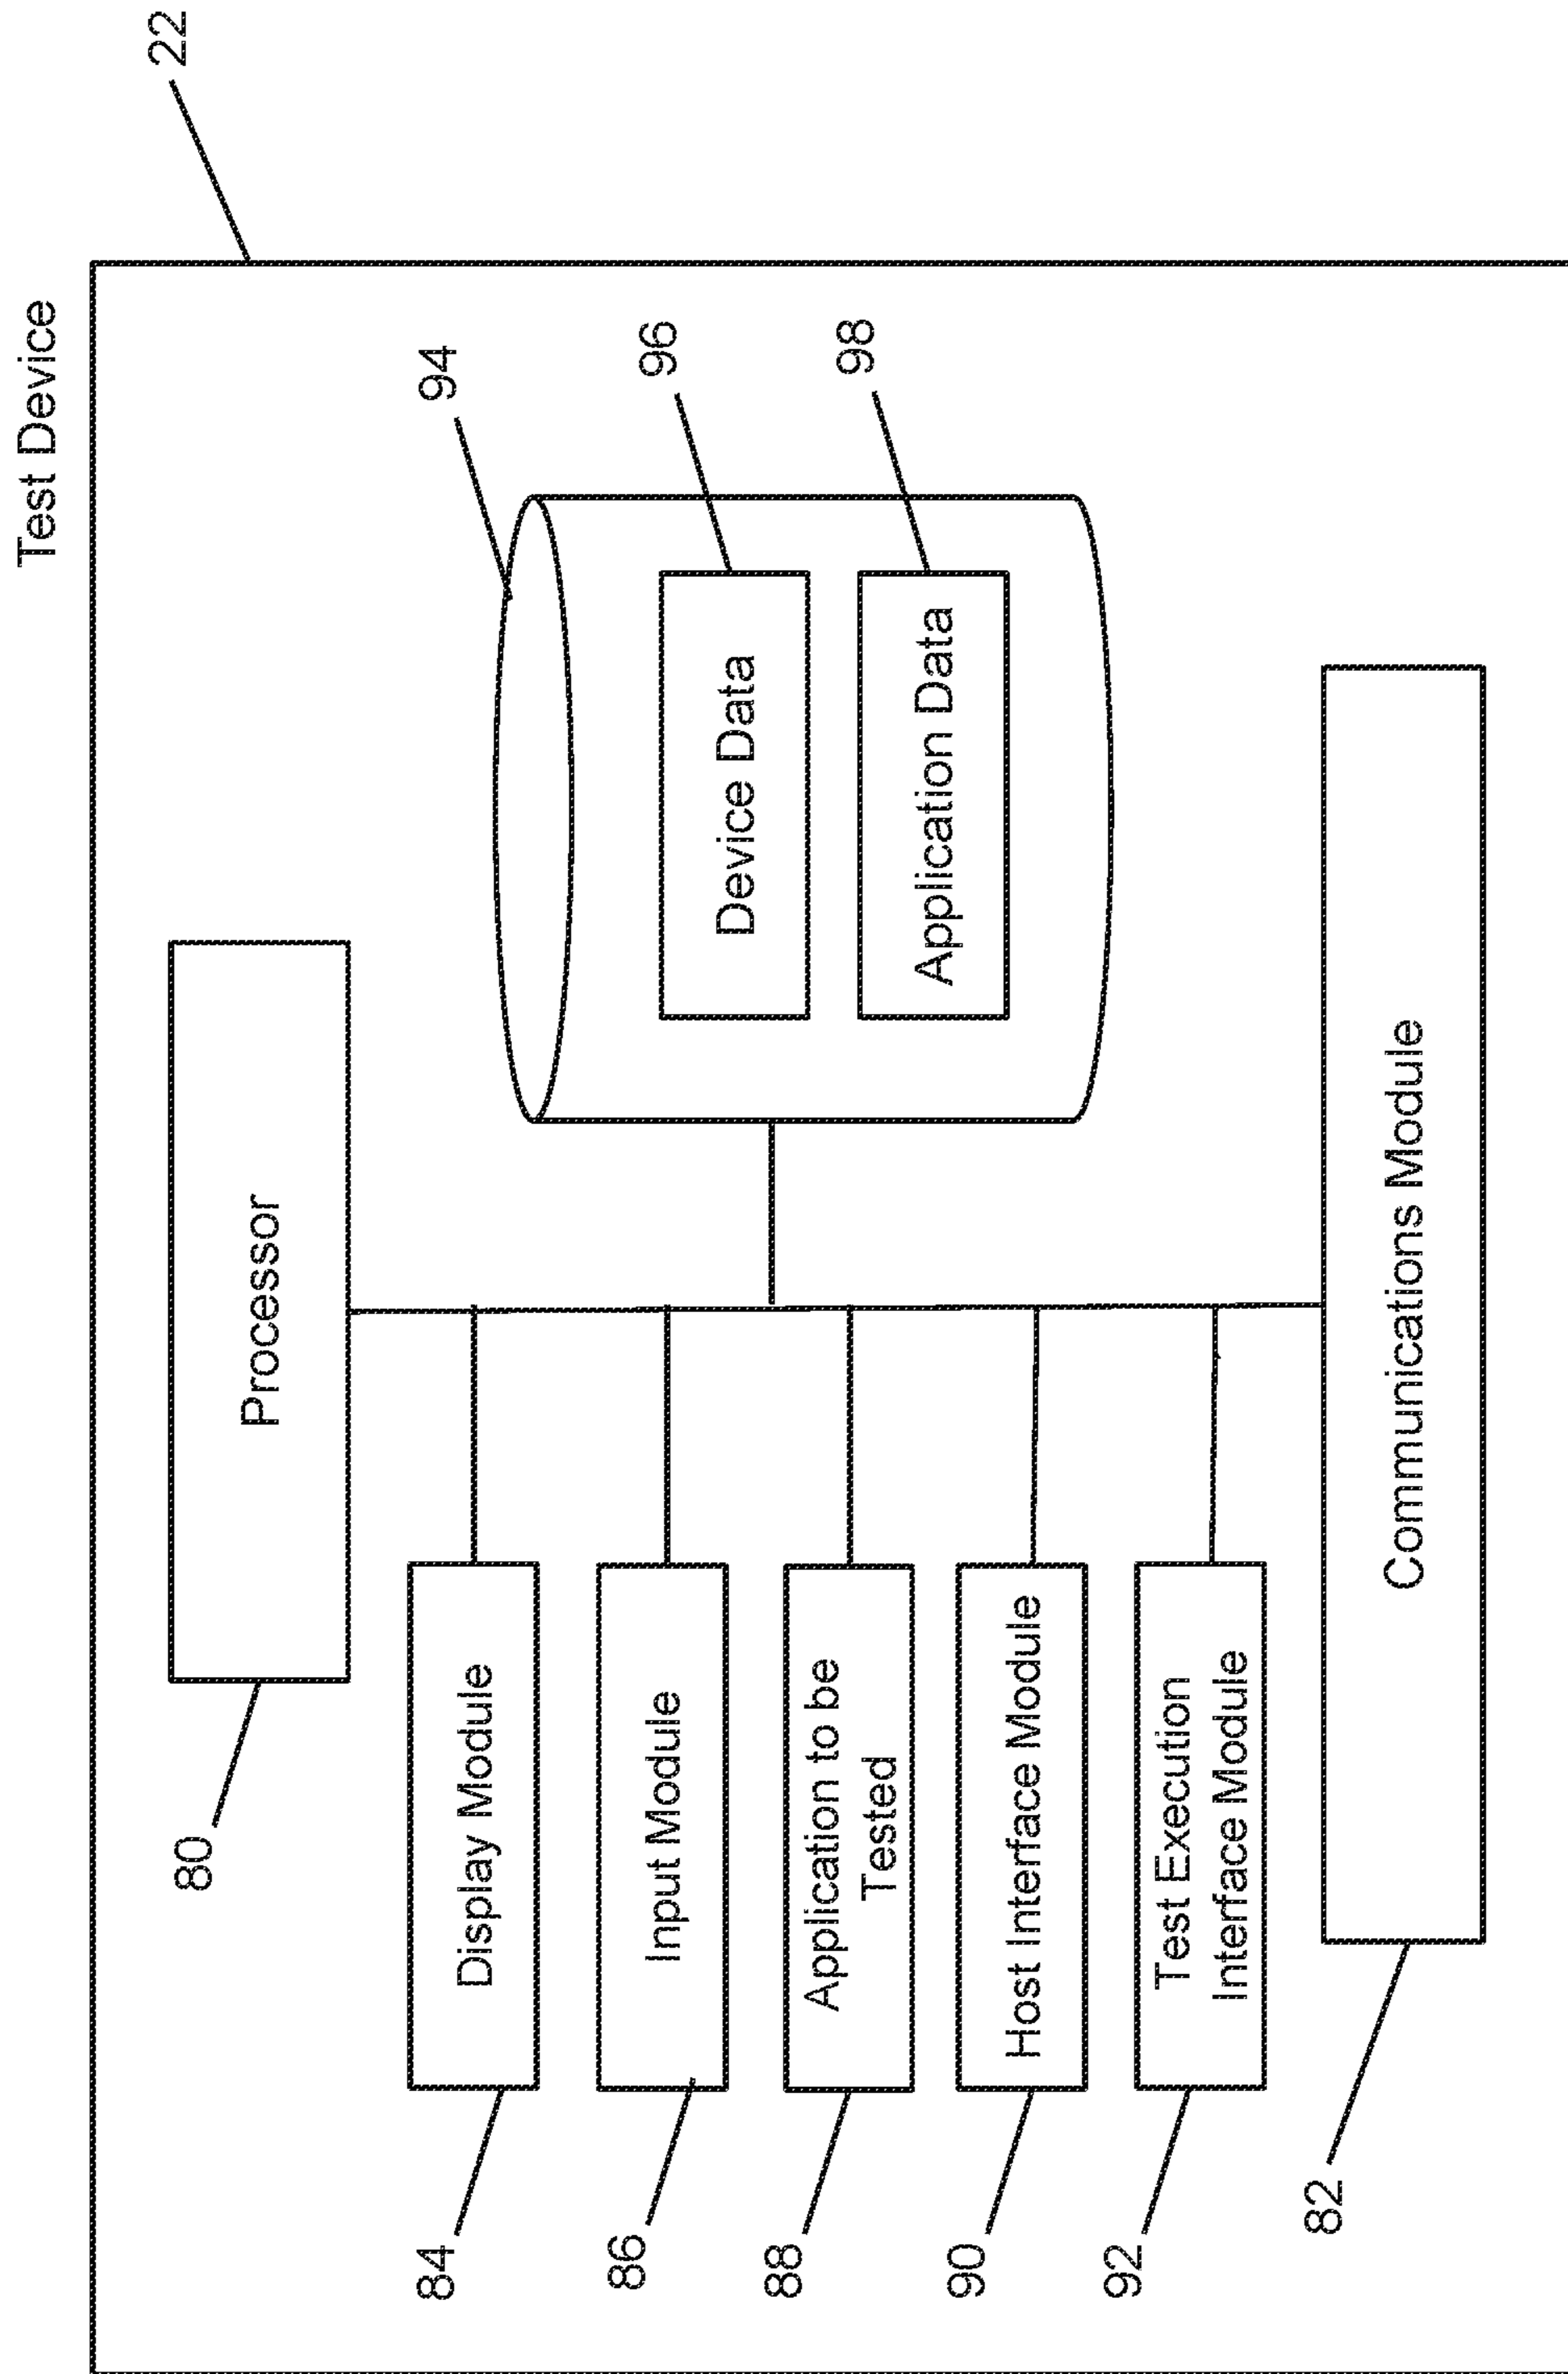 Test Device
22
Processor
80
94
Display Module
84
Device Data
96
Input Module
86
Application Data
98
Application to be
Tested
88
Host Interface Module
90
Test Execution
Interface Module
92
Communications Module
82